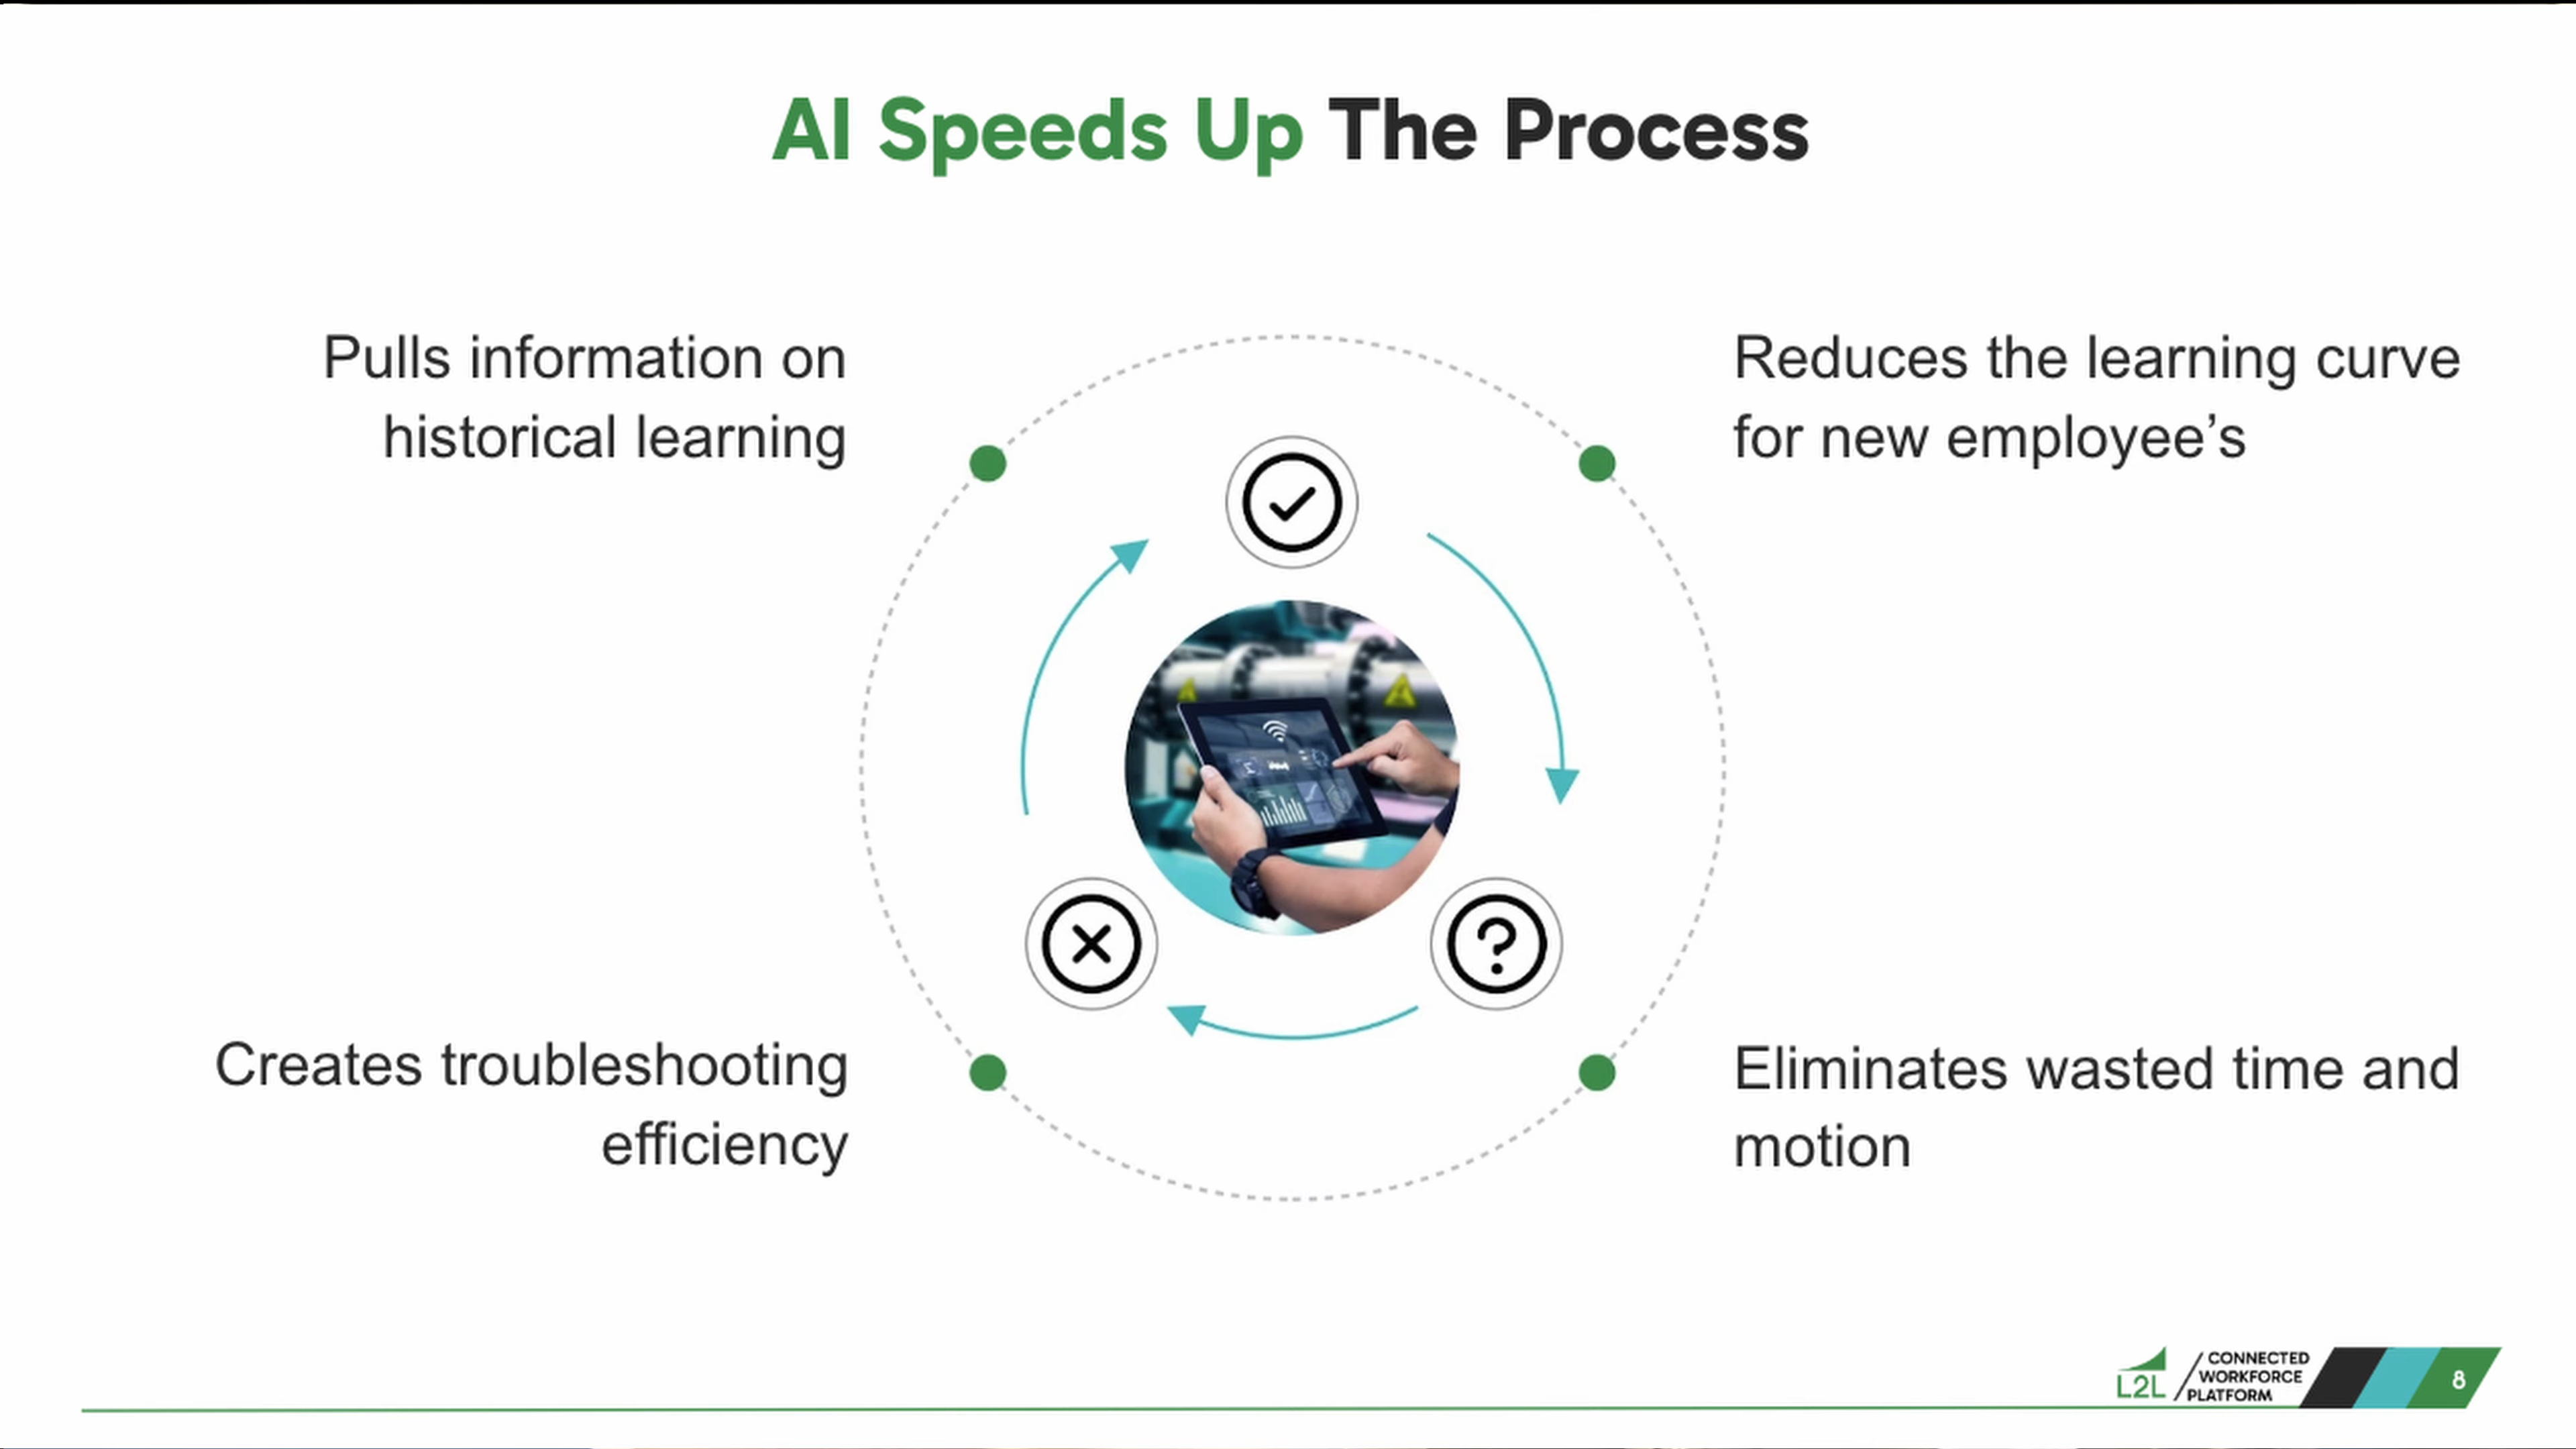 AI Speeds Up The Process
Pulls information on
historical learning
Reduces the learning curve
for new employee’s
Creates troubleshooting
efficiency
Eliminates wasted time and
motion
L2L
CONNECTED
WORKFORCE
PLATFORM
8